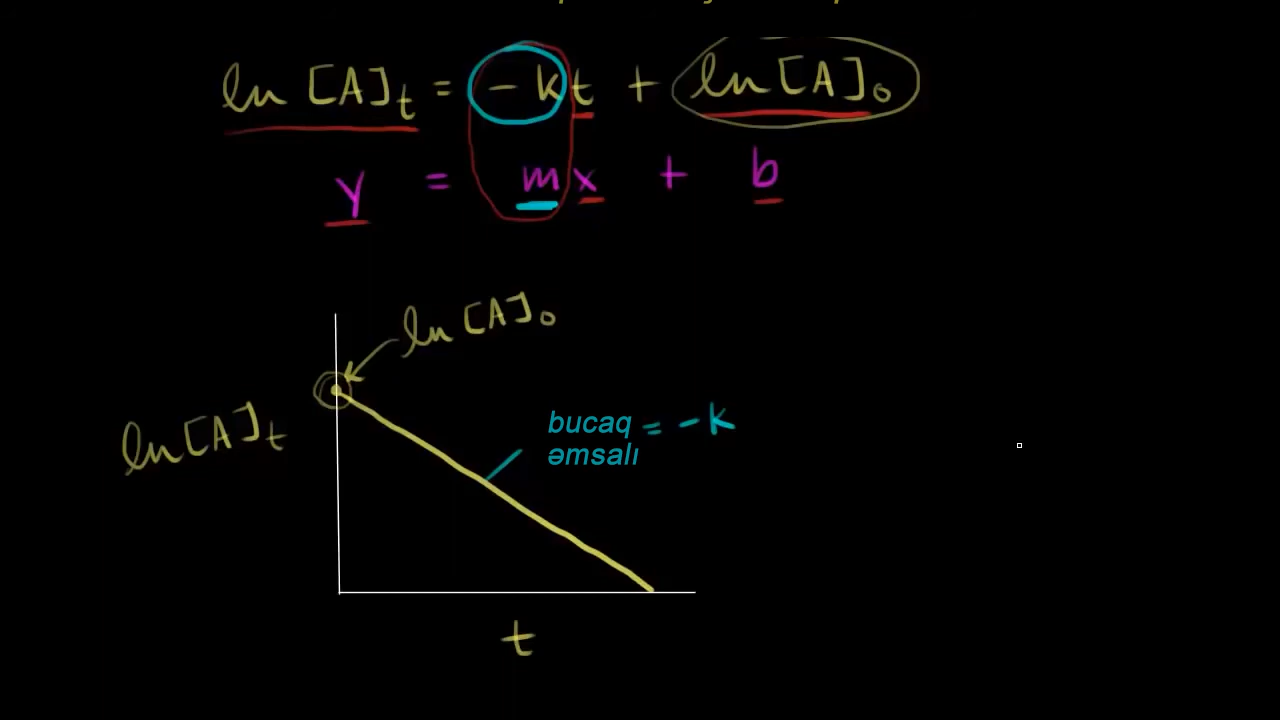 ln [A]t = -kt + ln [A]0
y = mx + b
ln [A]0
bucaq = -k
əmsalı
ln [A]t
t